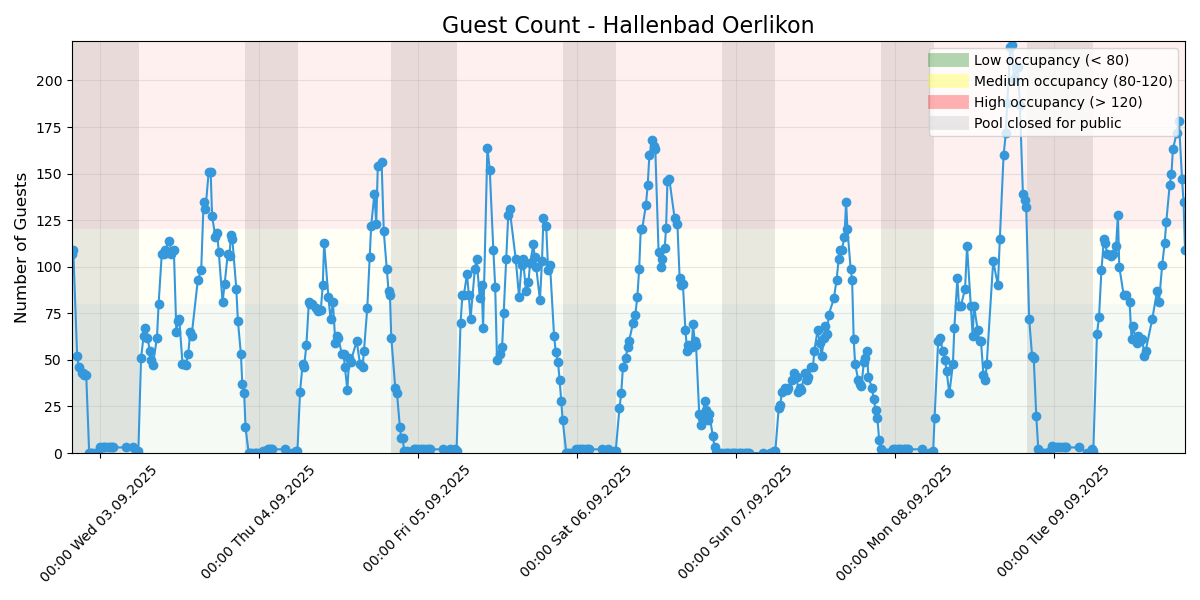 Guest Count - Hallenbad Oerlikon
Number of Guests
200
175
150
125
100
75
50
25
0
Low occupancy (< 80)
Medium occupancy (80-120)
High occupancy (> 120)
Pool closed for public
00:00 Wed 03.09.2025
00:00 Thu 04.09.2025
00:00 Fri 05.09.2025
00:00 Sat 06.09.2025
00:00 Sun 07.09.2025
00:00 Mon 08.09.2025
00:00 Tue 09.09.2025